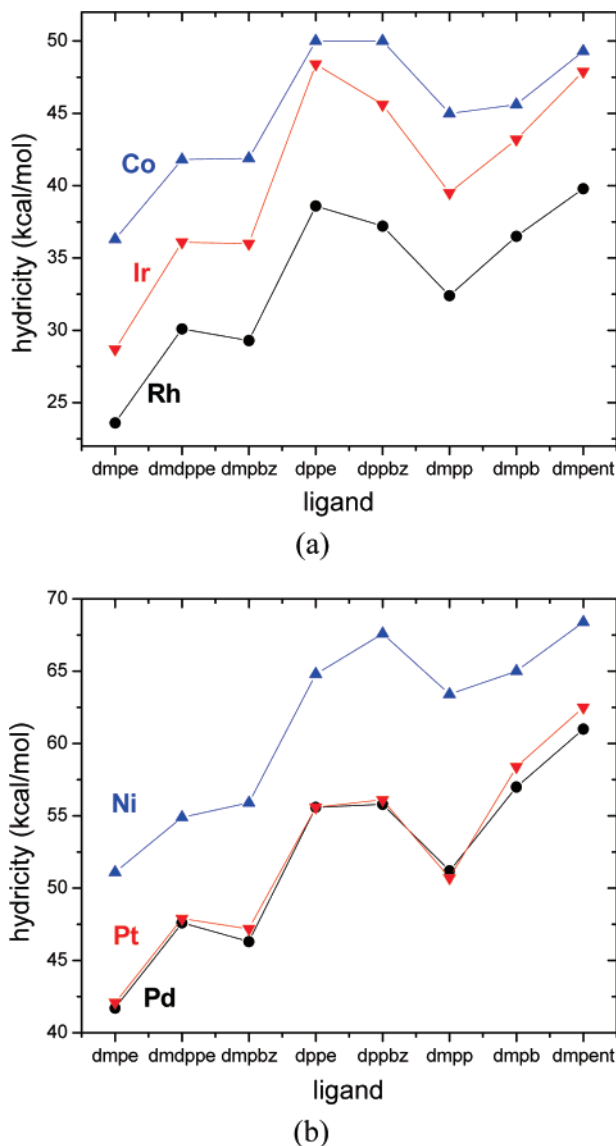 (a)
50
45
40
35
30
25
hydricity (kcal/mol)
Co
Ir
Rh
dmpe dmdppe dmpbz dppe dppbz dmpp dmpb dmpent
ligand
(a)
70
65
60
55
50
45
40
hydricity (kcal/mol)
Ni
Pt
Pd
dmpe dmdppe dmpbz dppe dppbz dmpp dmpb dmpent
ligand
(b)